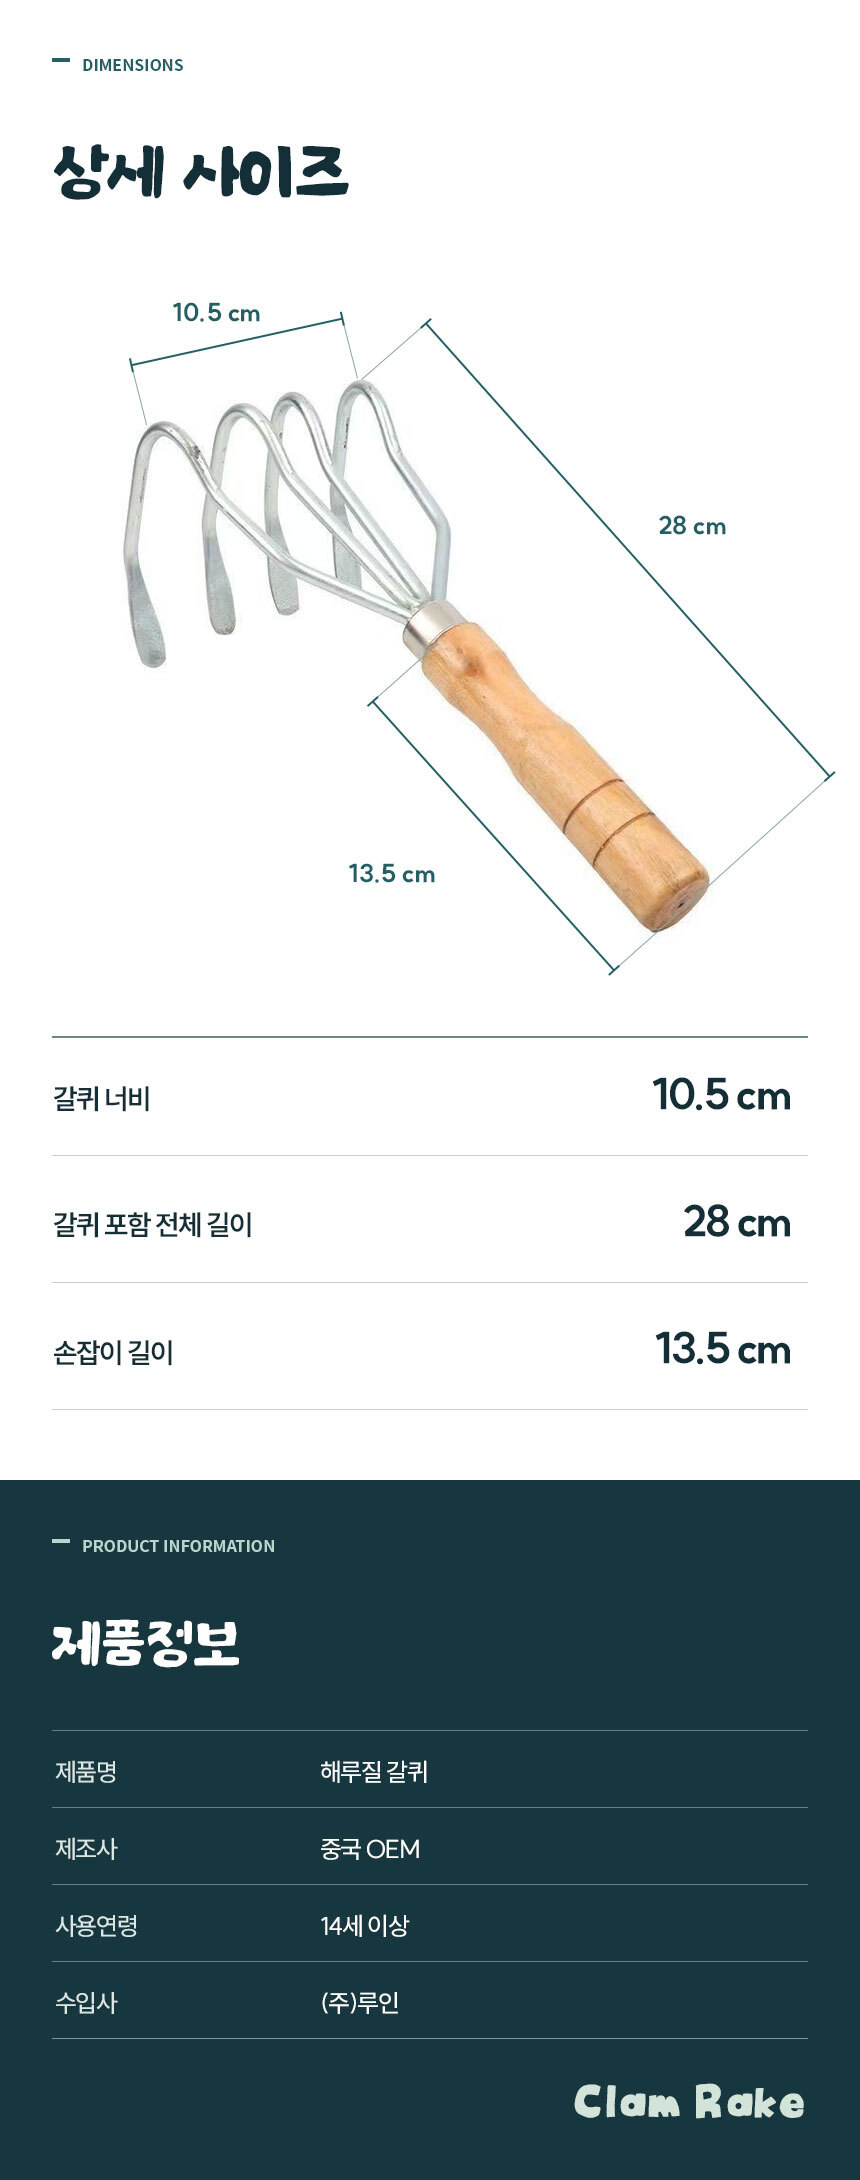 DIMENSIONS
상세 사이즈
10.5 cm
28 cm
13.5 cm
갈퀴 너비 10.5 cm
갈퀴 포함 전체 길이 28 cm
손잡이 길이 13.5 cm
PRODUCT INFORMATION
제품정보
제품명 해루질 갈퀴
제조사 중국 OEM
사용연령 14세 이상
수입사 (주)루인
Clam Rake